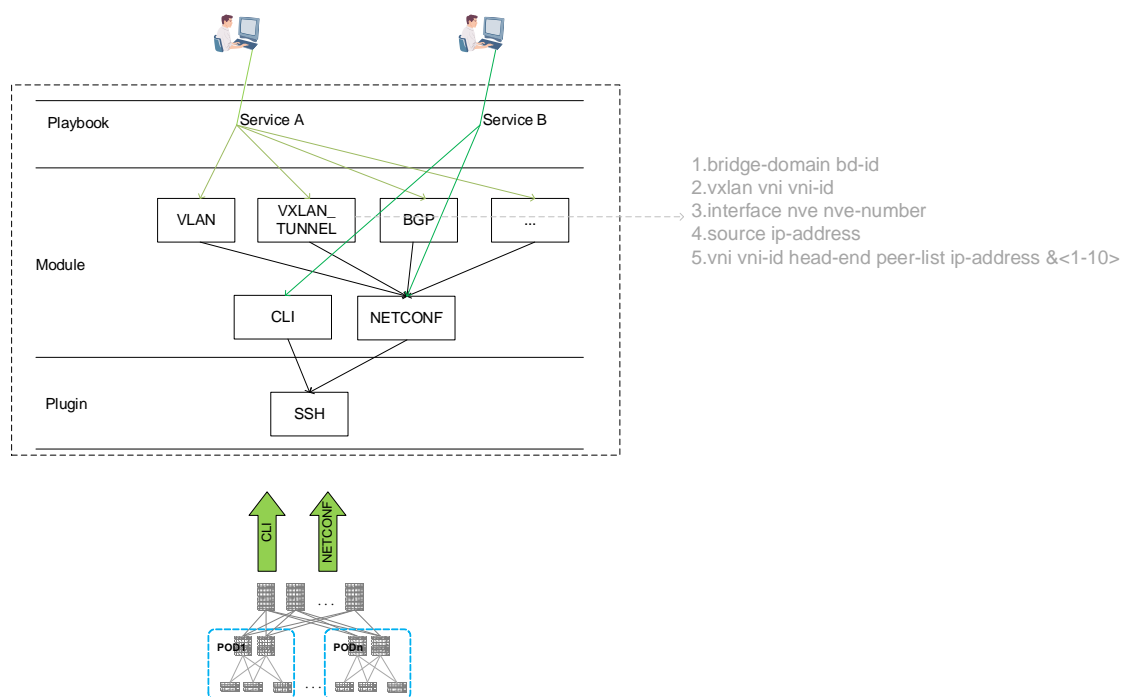 Playbook
Service A
Service B
1.bridge-domain bd-id
2.vxlan vni vni-id
3.interface nve nve-number
4.source ip-address
5.vni vni-id head-end peer-list ip-address &<1-10>
VLAN
VXLAN_
TUNNEL
BGP
...
Module
CLI
NETCONF
Plugin
SSH
CLI
NETCONF
...
POD1
PODn
...